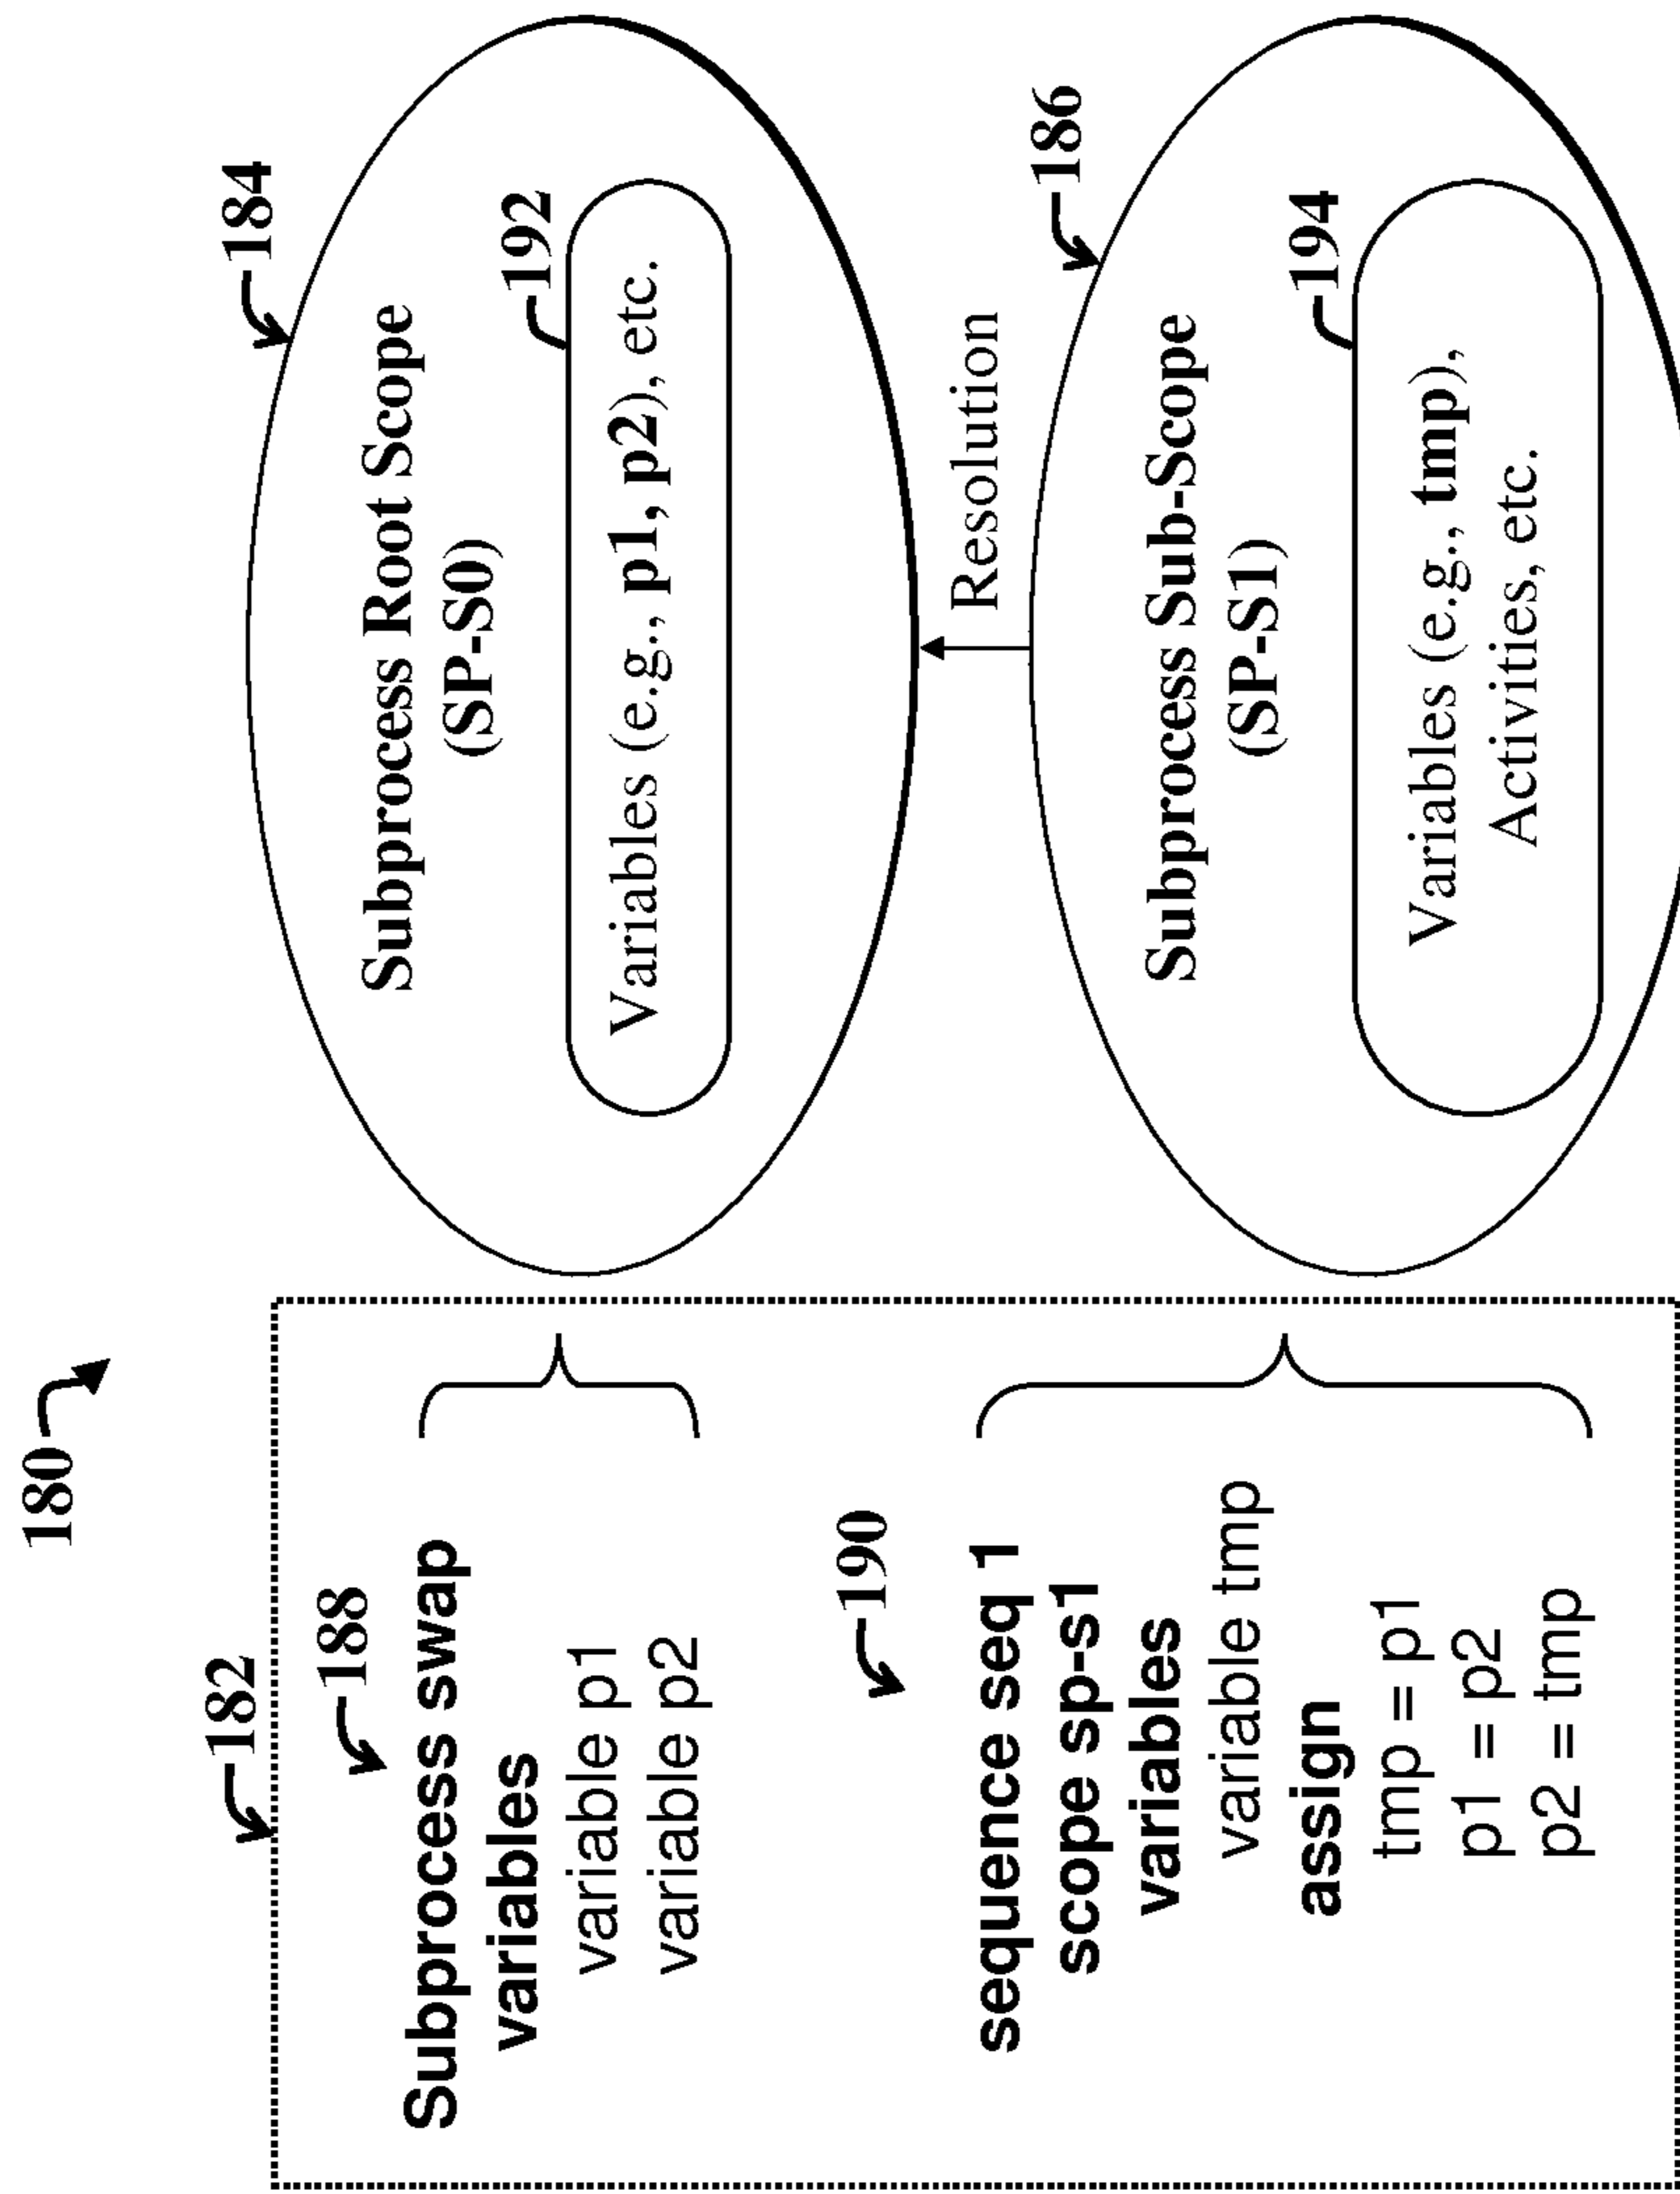 180
182
188
Subprocess swap
variables
variable p1
variable p2
190
sequence seq 1
scope sp-s1
variables
variable tmp
assign
tmp = p1
p1 = p2
p2 = tmp
184
Subprocess Root Scope
(SP-S0)
192
Variables (e.g., p1, p2), etc.
Resolution
186
Subprocess Sub-Scope
(SP-S1)
194
Variables (e.g., tmp),
Activities, etc.